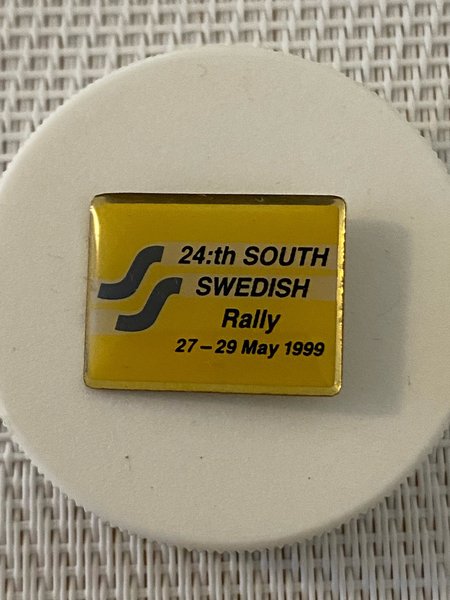 24:th SOUTH
SWEDISH
Rally
27 – 29 May 1999